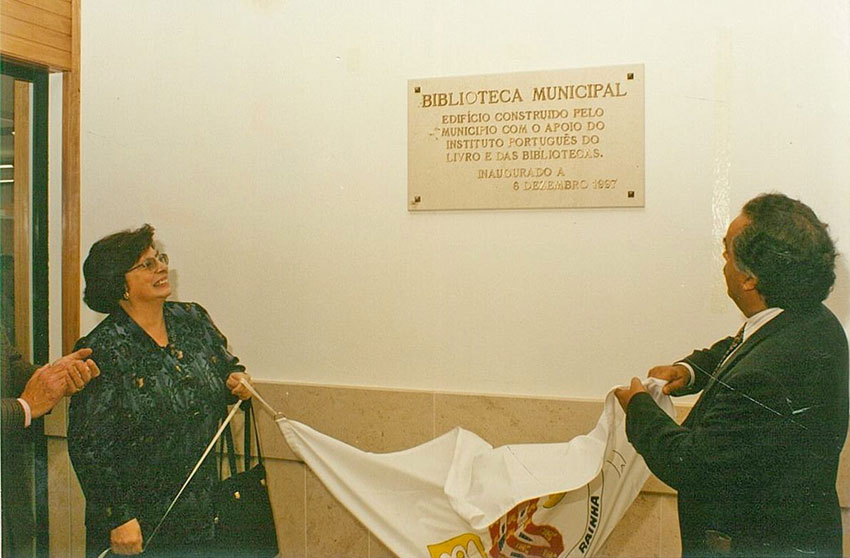 BIBLIOTECA MUNICIPAL
EDIFÍCIO CONSTRUIDO PELO
MUNICÍPIO COM O APOIO DO
INSTITUTO PORTUGUÊS DO
LIVRO E DAS BIBLIOTECAS.
INAUGURADO A
6 DEZEMBRO 1997
RAINHA